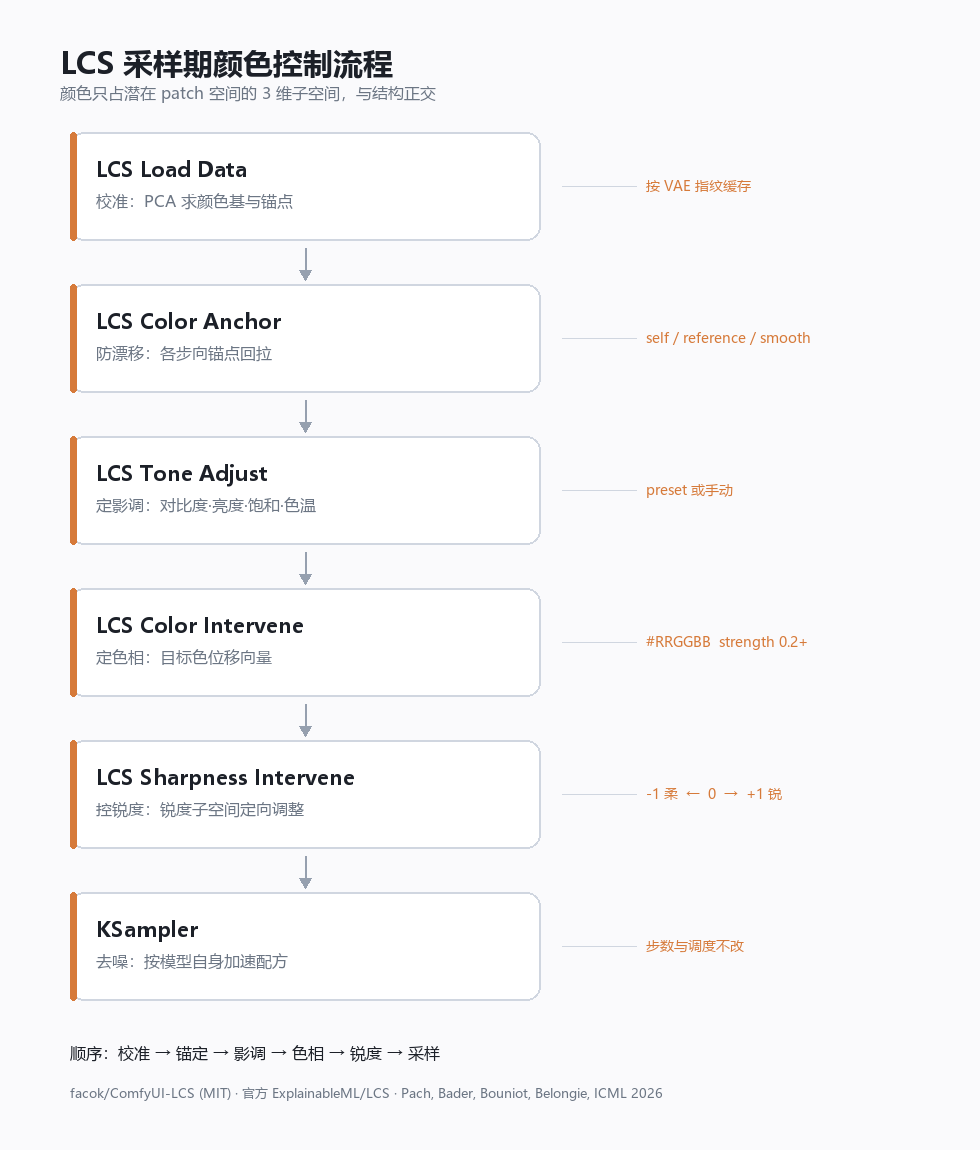 LCS 采样期颜色控制流程
颜色只占潜在 patch 空间的 3 维子空间，与结构正交
LCS Load Data
校准：PCA 求颜色基与锚点
按 VAE 指纹缓存
LCS Color Anchor
防漂移：各步向锚点回拉
self / reference / smooth
LCS Tone Adjust
定影调：对比度·亮度·饱和·色温
preset 或手动
LCS Color Intervene
定色相：目标色位移向量
#RRGGBB  strength 0.2+
LCS Sharpness Intervene
控锐度：锐度子空间定向调整
-1 柔 ← 0 → +1 锐
KSampler
去噪：按模型自身加速配方
步数与调度不改
顺序：校准 → 锚定 → 影调 → 色相 → 锐度 → 采样
facok/ComfyUI-LCS (MIT) · 官方 ExplainableML/LCS · Pach, Bader, Bouniot, Belongie, ICML 2026